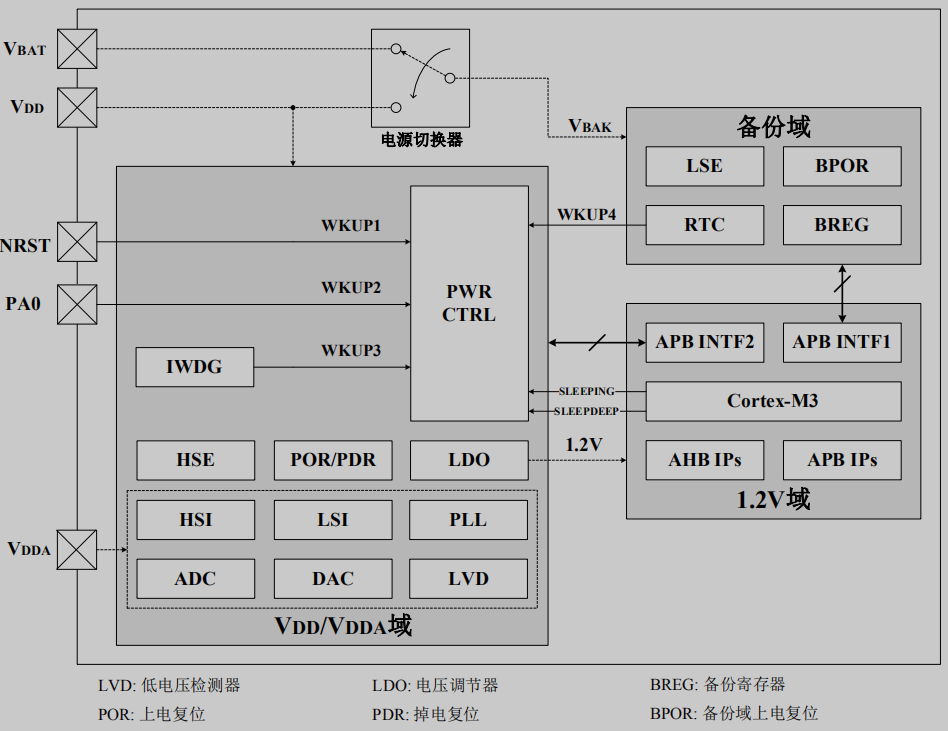 VBAT
VDD
电源切换器
VBAK
备份域
LSE
BPOR
RTC
BREG
WKUP4
NRST
WKUP1
PA0
WKUP2
PWR
CTRL
IWDG
WKUP3
APB INTF2
APB INTF1
SLEEPING
SLEEPDEEP
Cortex-M3
HSE
POR/PDR
LDO
1.2V
AHB IPs
APB IPs
1.2V域
HSI
LSI
PLL
VDDA
ADC
DAC
LVD
VDD/VDDA域
LVD: 低电压检测器
LDO: 电压调节器
BREG: 备份寄存器
POR: 上电复位
PDR: 掉电复位
BPOR: 备份域上电复位